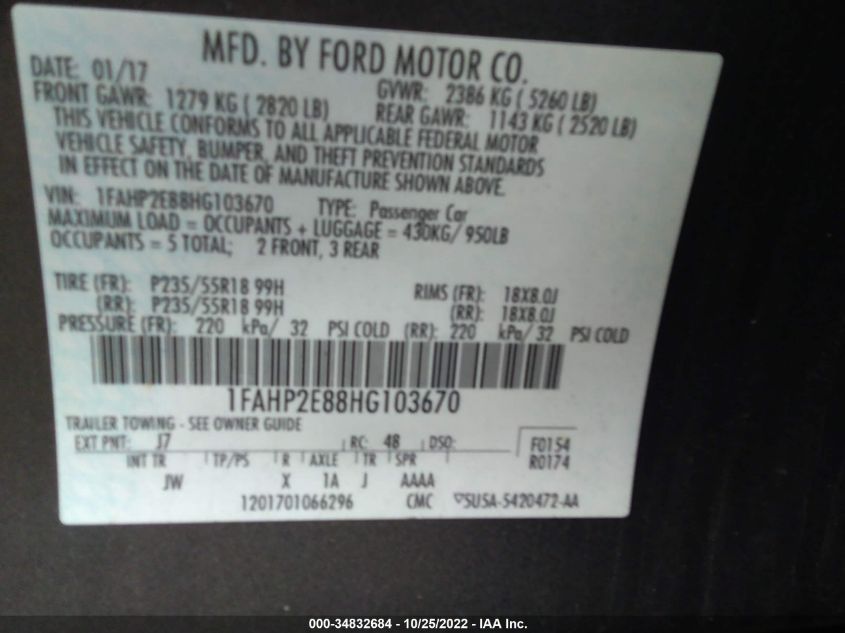 MFD. BY FORD MOTOR CO.
DATE: 01/17
GVWR: 2386 KG ( 5260 LB)
FRONT GAWR: 1279 KG ( 2820 LB)
REAR GAWR: 1143 KG ( 2520 LB)
THIS VEHICLE CONFORMS TO ALL APPLICABLE FEDERAL MOTOR
VEHICLE SAFETY, BUMPER, AND THEFT PREVENTION STANDARDS
IN EFFECT ON THE DATE OF MANUFACTURE SHOWN ABOVE.
VIN: 1FAHP2E88HG103670 TYPE: Passenger Car
MAXIMUM LOAD = OCCUPANTS + LUGGAGE = 430KG/ 950LB
OCCUPANTS = 5 TOTAL; 2 FRONT, 3 REAR
TIRE (FR): P235/55R18 99H RIMS (FR): 18X8.0J
(RR): P235/55R18 99H (RR): 18X8.0J
PRESSURE (FR): 220 kPa/ 32 PSI COLD (RR): 220 kPa/ 32 PSI COLD
1FAHP2E88HG103670
TRAILER TOWING - SEE OWNER GUIDE
EXT PNT: J7 RC: 48 DSO: F0154
INT TR TP/PS R AXLE TR SPR R0174
JW X 1A J AAAA
1201701066296 CMC SUSA-5420472-AA
000-34832684 - 10/25/2022 - IAA Inc.